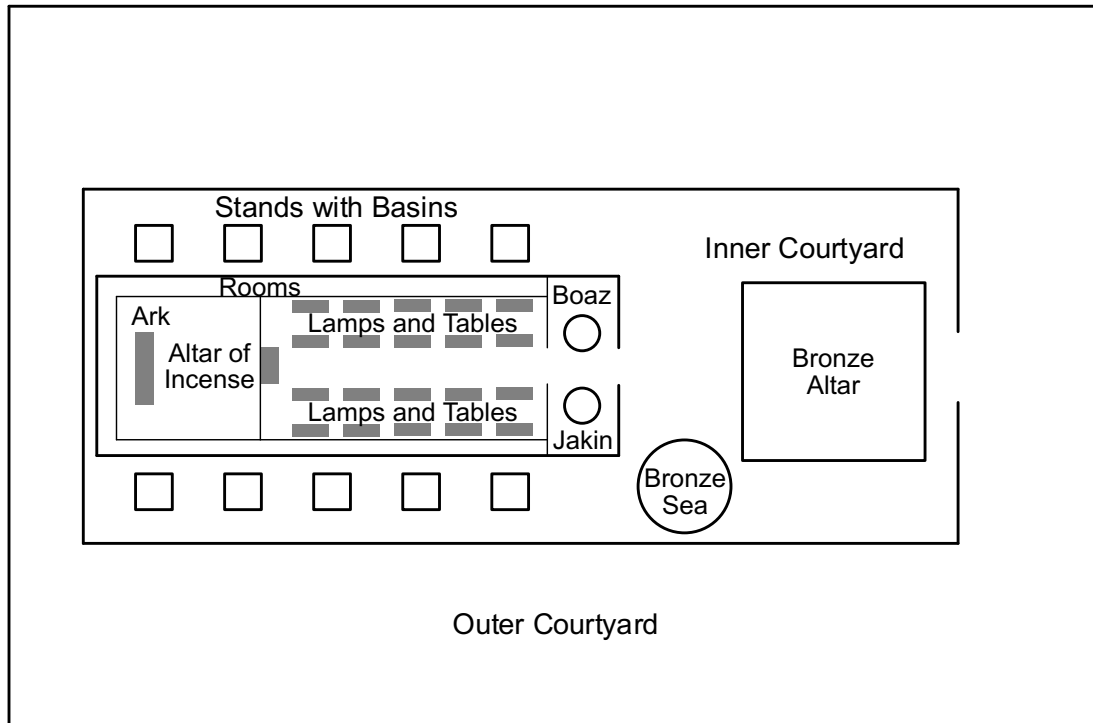 Stands with Basins
Inner Courtyard
Rooms
Boaz
Ark
Lamps and Tables
Altar of
Incense
Bronze
Altar
Lamps and Tables
Jakin
Bronze
Sea
Outer Courtyard